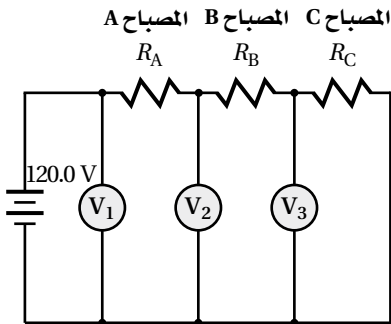 المصباح A المصباح B المصباح C
R_A R_B R_C
120.0 V
V₁ V₂ V₃